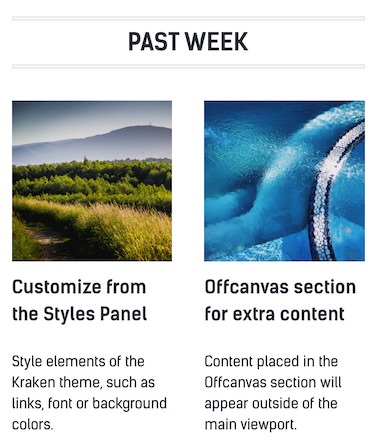 PAST WEEK
Customize from
the Styles Panel
Style elements of the
Kraken theme, such as
links, font or background
colors.
Offcanvas section
for extra content
Content placed in the
Offcanvas section will
appear outside of the
main viewport.